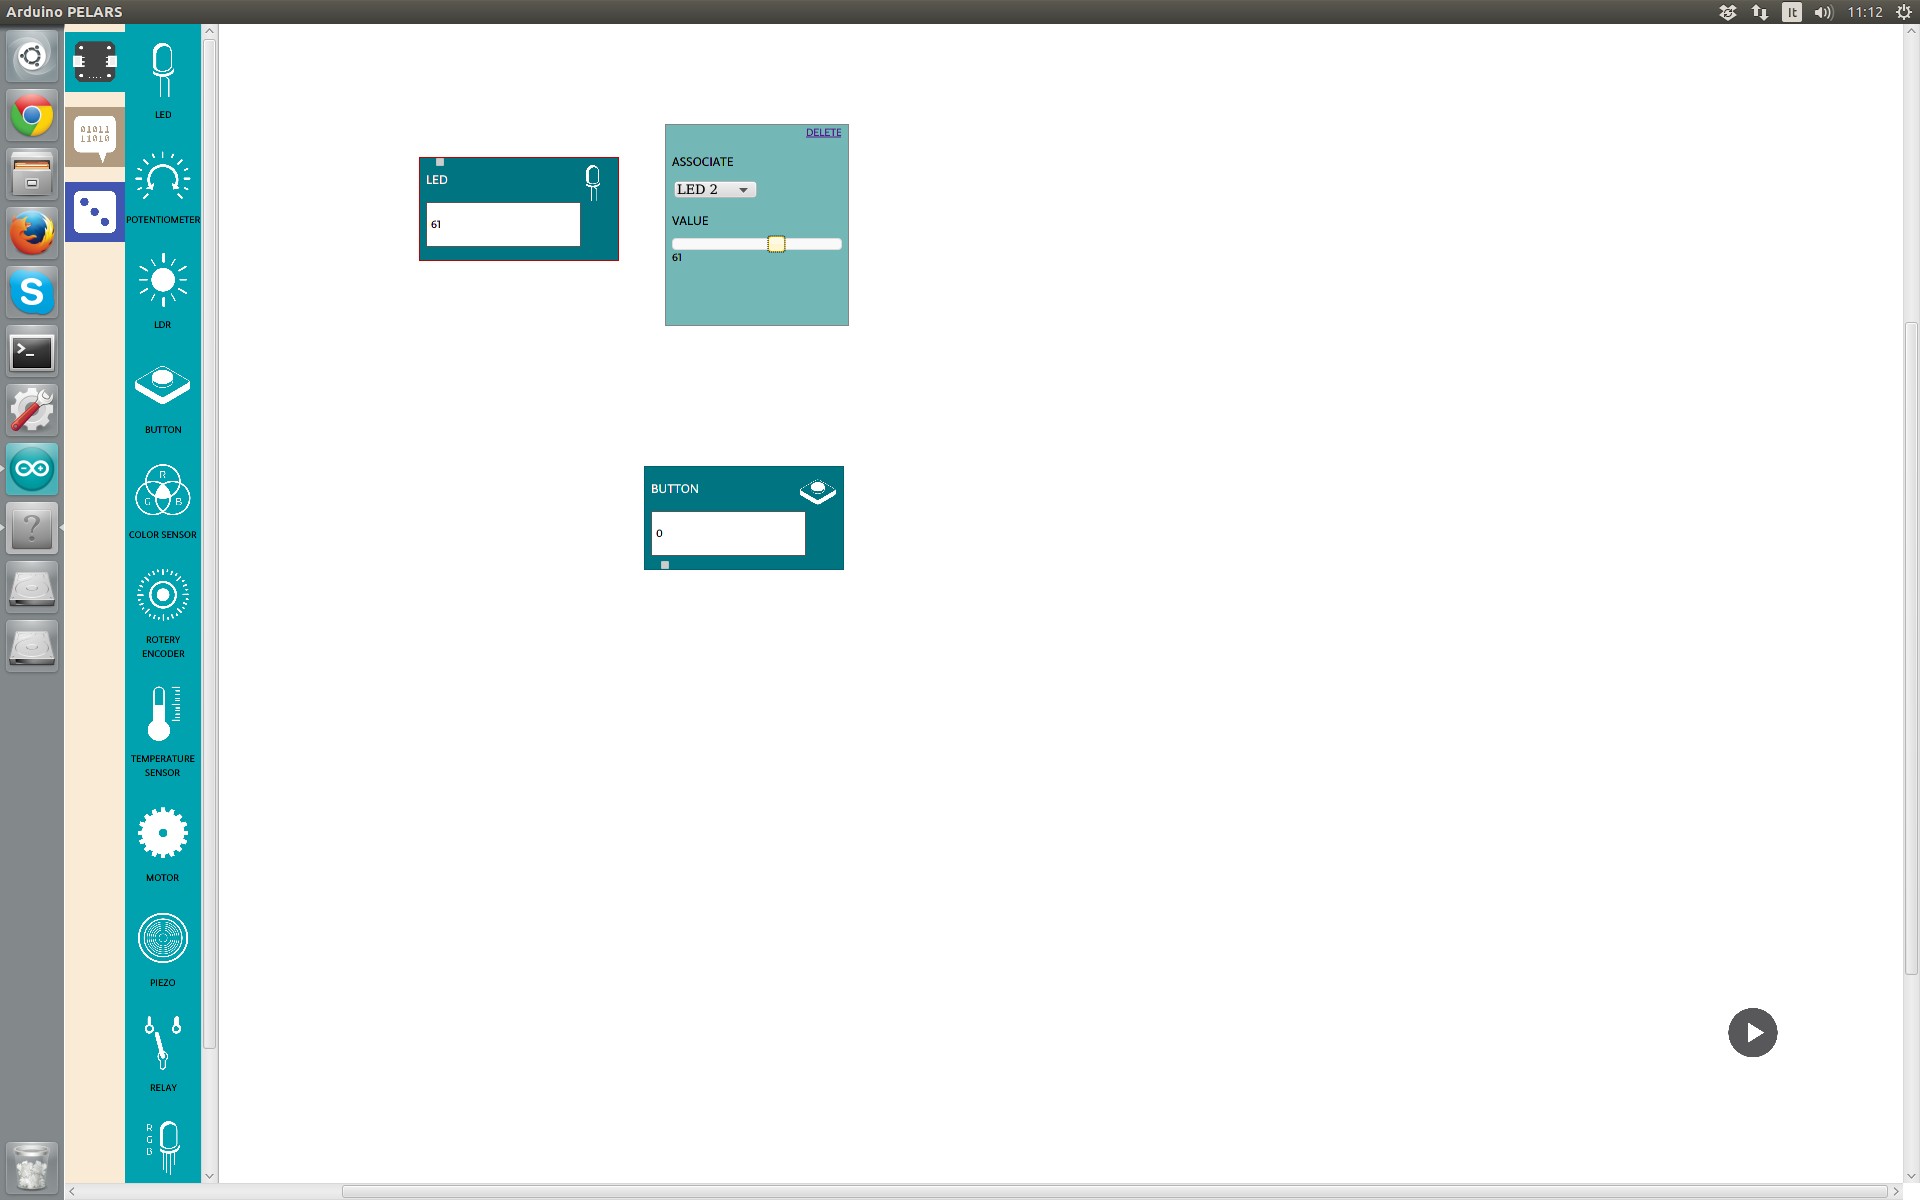 Arduino PELARS
It
11:12
01011
11010
LED
POTENTIOMETER
LDR
BUTTON
R
G B
COLOR SENSOR
ROTERY
ENCODER
TEMPERATURE
SENSOR
MOTOR
PIEZO
RELAY
R
G
B
LED
61
DELETE
ASSOCIATE
LED 2
VALUE
61
BUTTON
0
S
>_
?